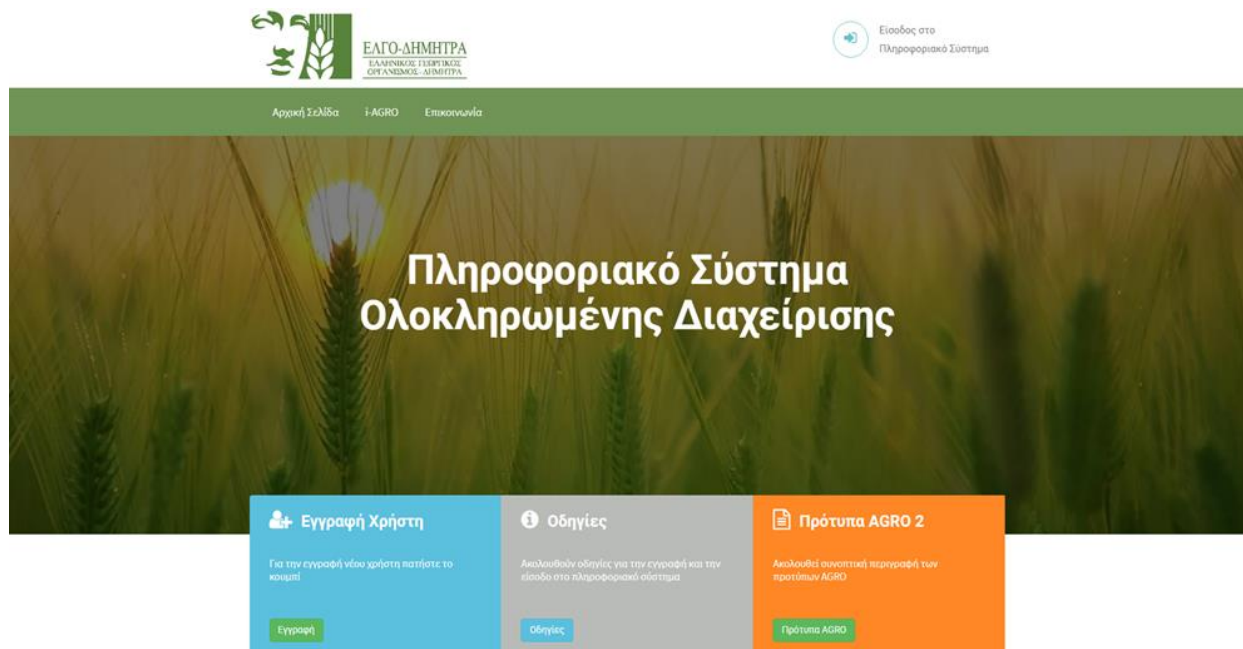 ΕΛΓΟ-ΔΗΜΗΤΡΑ
ΕΛΛΗΝΙΚΟΣ ΓΕΩΡΓΙΚΟΣ
ΟΡΓΑΝΙΣΜΟΣ - ΔΗΜΗΤΡΑ
Είσοδος στο
Πληροφοριακό Σύστημα
Αρχική Σελίδα i-AGRO Επικοινωνία
Πληροφοριακό Σύστημα
Ολοκληρωμένης Διαχείρισης
Εγγραφή Χρήστη
Για την εγγραφή νέου χρήστη πατήστε το
κουμπί
Εγγραφή
Οδηγίες
Ακολουθούν οδηγίες για την εγγραφή και την
είσοδο στο πληροφοριακό σύστημα
Οδηγίες
Πρότυπα AGRO 2
Ακολουθεί συνοπτική περιγραφή των
προτύπων AGRO
Πρότυπα AGRO